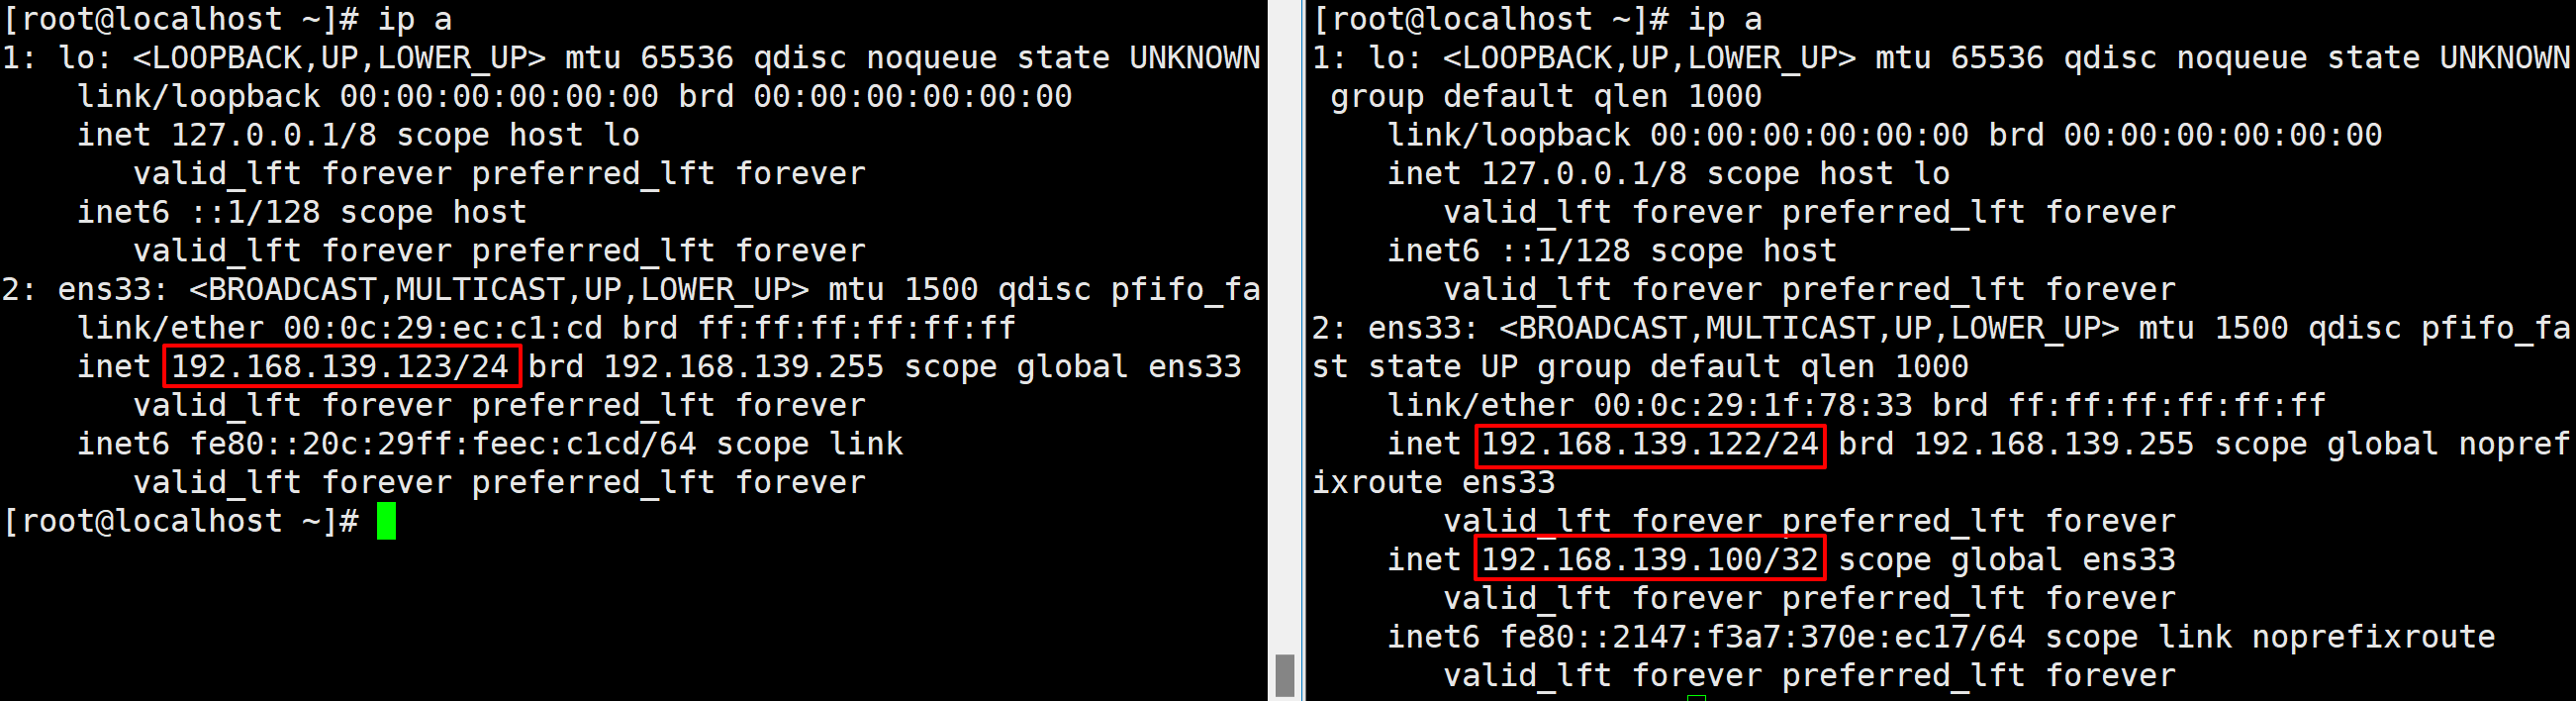 [root@localhost ~]# ip a
1: lo: <LOOPBACK,UP,LOWER_UP> mtu 65536 qdisc noqueue state UNKNOWN
    link/loopback 00:00:00:00:00:00 brd 00:00:00:00:00:00
    inet 127.0.0.1/8 scope host lo
       valid_lft forever preferred_lft forever
    inet6 ::1/128 scope host
       valid_lft forever preferred_lft forever
2: ens33: <BROADCAST,MULTICAST,UP,LOWER_UP> mtu 1500 qdisc pfifo_fa
    link/ether 00:0c:29:ec:c1:cd brd ff:ff:ff:ff:ff:ff
    inet 192.168.139.123/24 brd 192.168.139.255 scope global ens33
       valid_lft forever preferred_lft forever
    inet6 fe80::20c:29ff:feec:c1cd/64 scope link
       valid_lft forever preferred_lft forever
[root@localhost ~]#
[root@localhost ~]# ip a
1: lo: <LOOPBACK,UP,LOWER_UP> mtu 65536 qdisc noqueue state UNKNOWN
 group default qlen 1000
    link/loopback 00:00:00:00:00:00 brd 00:00:00:00:00:00
    inet 127.0.0.1/8 scope host lo
       valid_lft forever preferred_lft forever
    inet6 ::1/128 scope host
       valid_lft forever preferred_lft forever
2: ens33: <BROADCAST,MULTICAST,UP,LOWER_UP> mtu 1500 qdisc pfifo_fa
st state UP group default qlen 1000
    link/ether 00:0c:29:1f:78:33 brd ff:ff:ff:ff:ff:ff
    inet 192.168.139.122/24 brd 192.168.139.255 scope global nopref
ixroute ens33
       valid_lft forever preferred_lft forever
    inet 192.168.139.100/32 scope global ens33
       valid_lft forever preferred_lft forever
    inet6 fe80::2147:f3a7:370e:ec17/64 scope link noprefixroute
       valid_lft forever preferred_lft forever